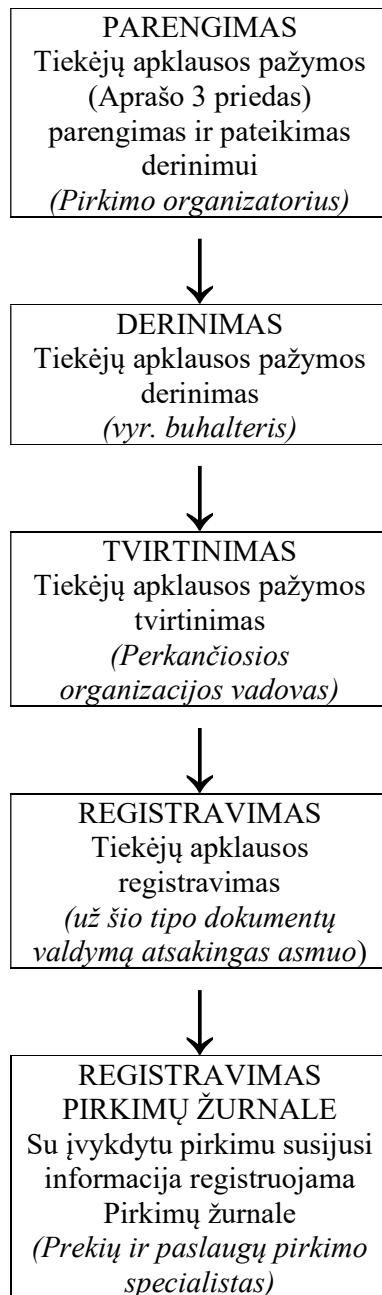 PARENGIMAS
Tiekėjų apklausos pažymos
(Aprašo 3 priedas)
parengimas ir pateikimas
derinimui
(Pirkimo organizatorius)
DERINIMAS
Tiekėjų apklausos pažymos
derinimas
(vyr. buhalteris)
TVIRTINIMAS
Tiekėjų apklausos pažymos
tvirtinimas
(Perkančiosios
organizacijos vadovas)
REGISTRAVIMAS
Tiekėjų apklausos
registravimas
(už šio tipo dokumentų
valdymą atsakingas asmuo)
REGISTRAVIMAS
PIRKIMŲ ŽURNALE
Su įvykdytu pirkimu susijusi
informacija registruojama
Pirkimų žurnale
(Prekių ir paslaugų pirkimo
specialistas)